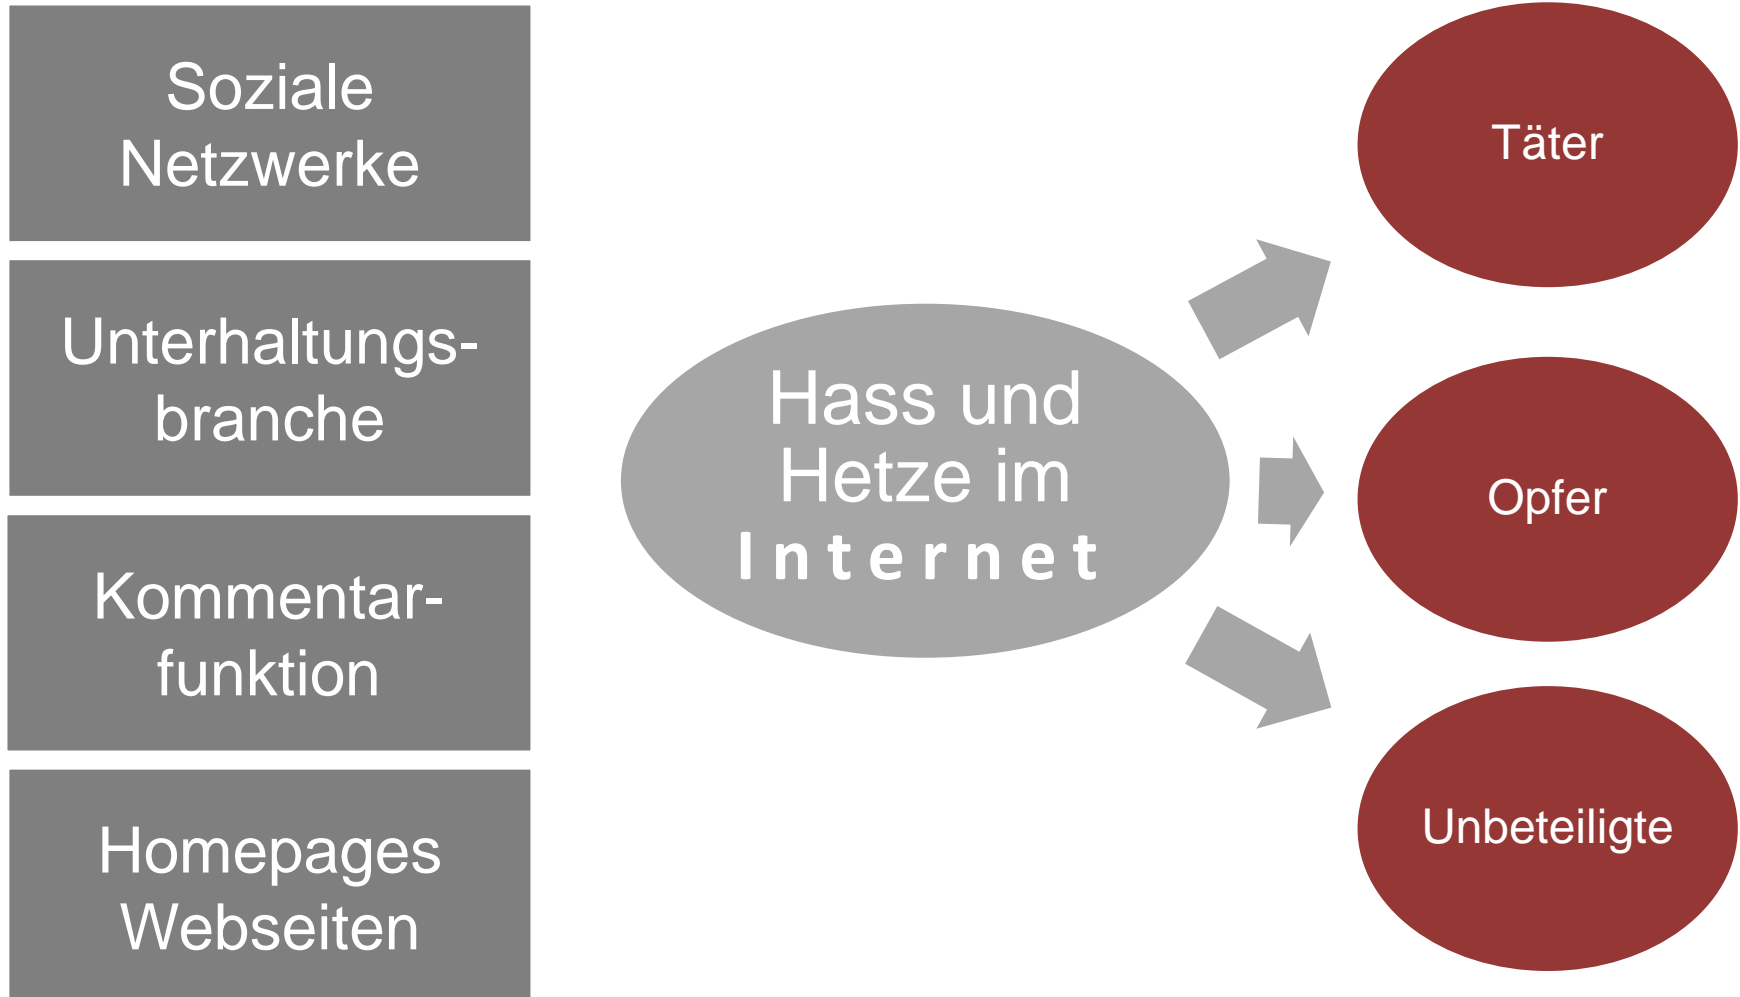 Soziale
Netzwerke
Unterhaltungs-
branche
Kommentar-
funktion
Homepages
Webseiten
Hass und
Hetze im
Internet
Täter
Opfer
Unbeteiligte